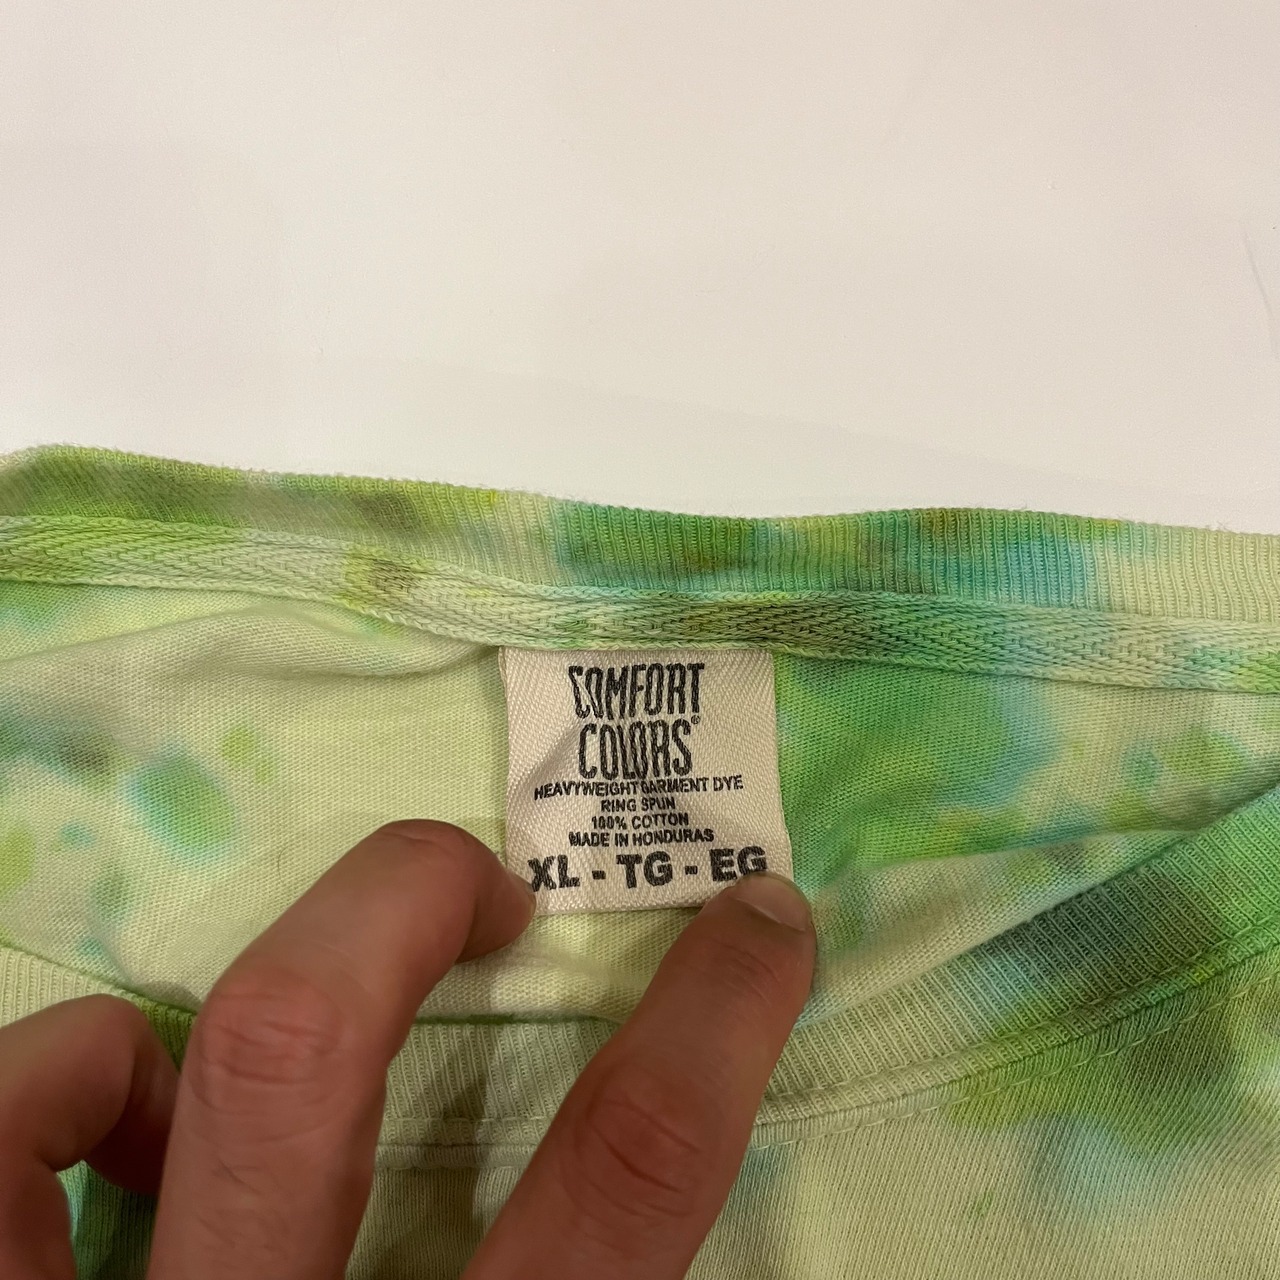 COMFORT
COLORS®
HEAVYWEIGHT GARMENT DYE
RING SPUN
100% COTTON
MADE IN HONDURAS
XL - TG - EG